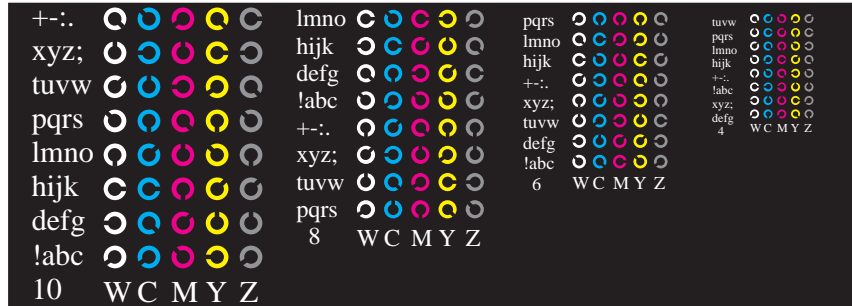 +-:.
xyz;
tuvw
pqrs
lmno
hijk
defg
!abc
10 W C M Y Z
lmno
hijk
defg
!abc
+-:.
xyz;
tuvw
pqrs
8 W C M Y Z
pqrs
lmno
hijk
+-:.
xyz;
tuvw
defg
!abc
6 W C M Y Z
tuvw
pqrs
lmno
hijk
+-:.
!abc
xyz;
defg
4 W C M Y Z